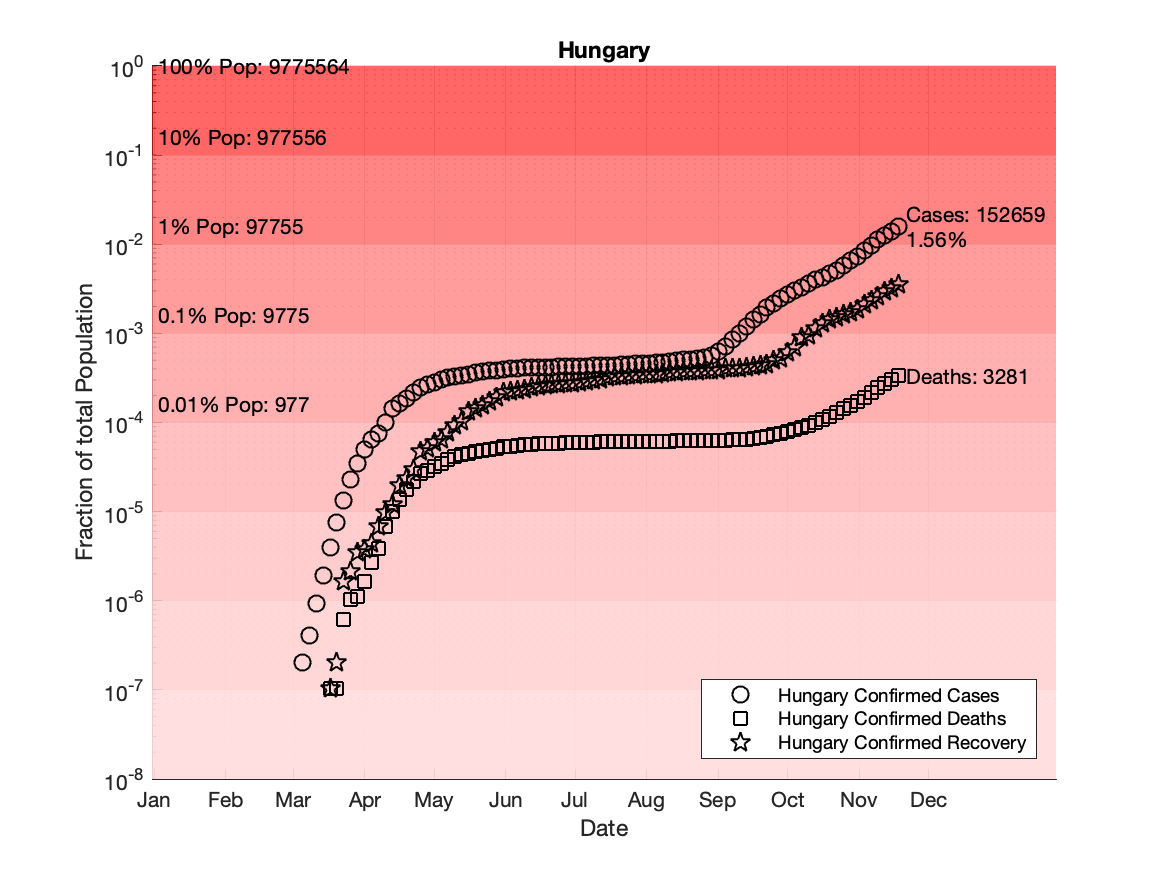 Hungary
10^0
100% Pop: 9775564
10% Pop: 977556
10^-1
1% Pop: 97755
10^-2
Cases: 152659
1.56%
0.1% Pop: 9775
10^-3
Deaths: 3281
0.01% Pop: 977
10^-4
10^-5
10^-6
10^-7
10^-8
Fraction of total Population
Hungary Confirmed Cases
Hungary Confirmed Deaths
Hungary Confirmed Recovery
Jan Feb Mar Apr May Jun Jul Aug Sep Oct Nov Dec
Date